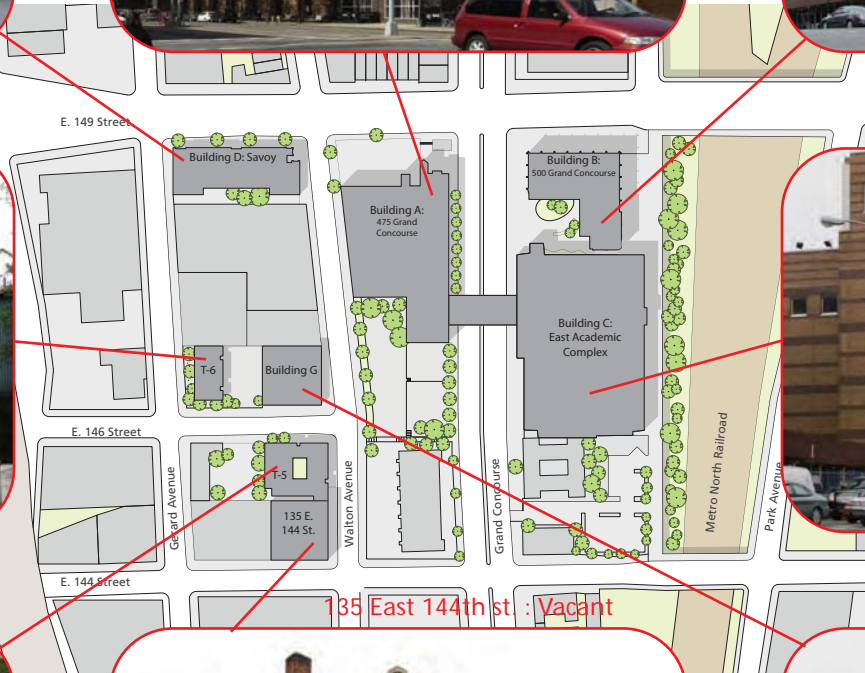 E. 149 Street
Building D: Savoy
Building B:
500 Grand Concourse
Building A:
475 Grand
Concourse
Building C:
East Academic
Complex
T-6
Building G
E. 146 Street
Metro North Railroad
Gerard Avenue
Walton Avenue
Grand Concourse
Park Avenue
T-5
135 E.
144 St.
E. 144 Street
135 East 144th st. : Vacant